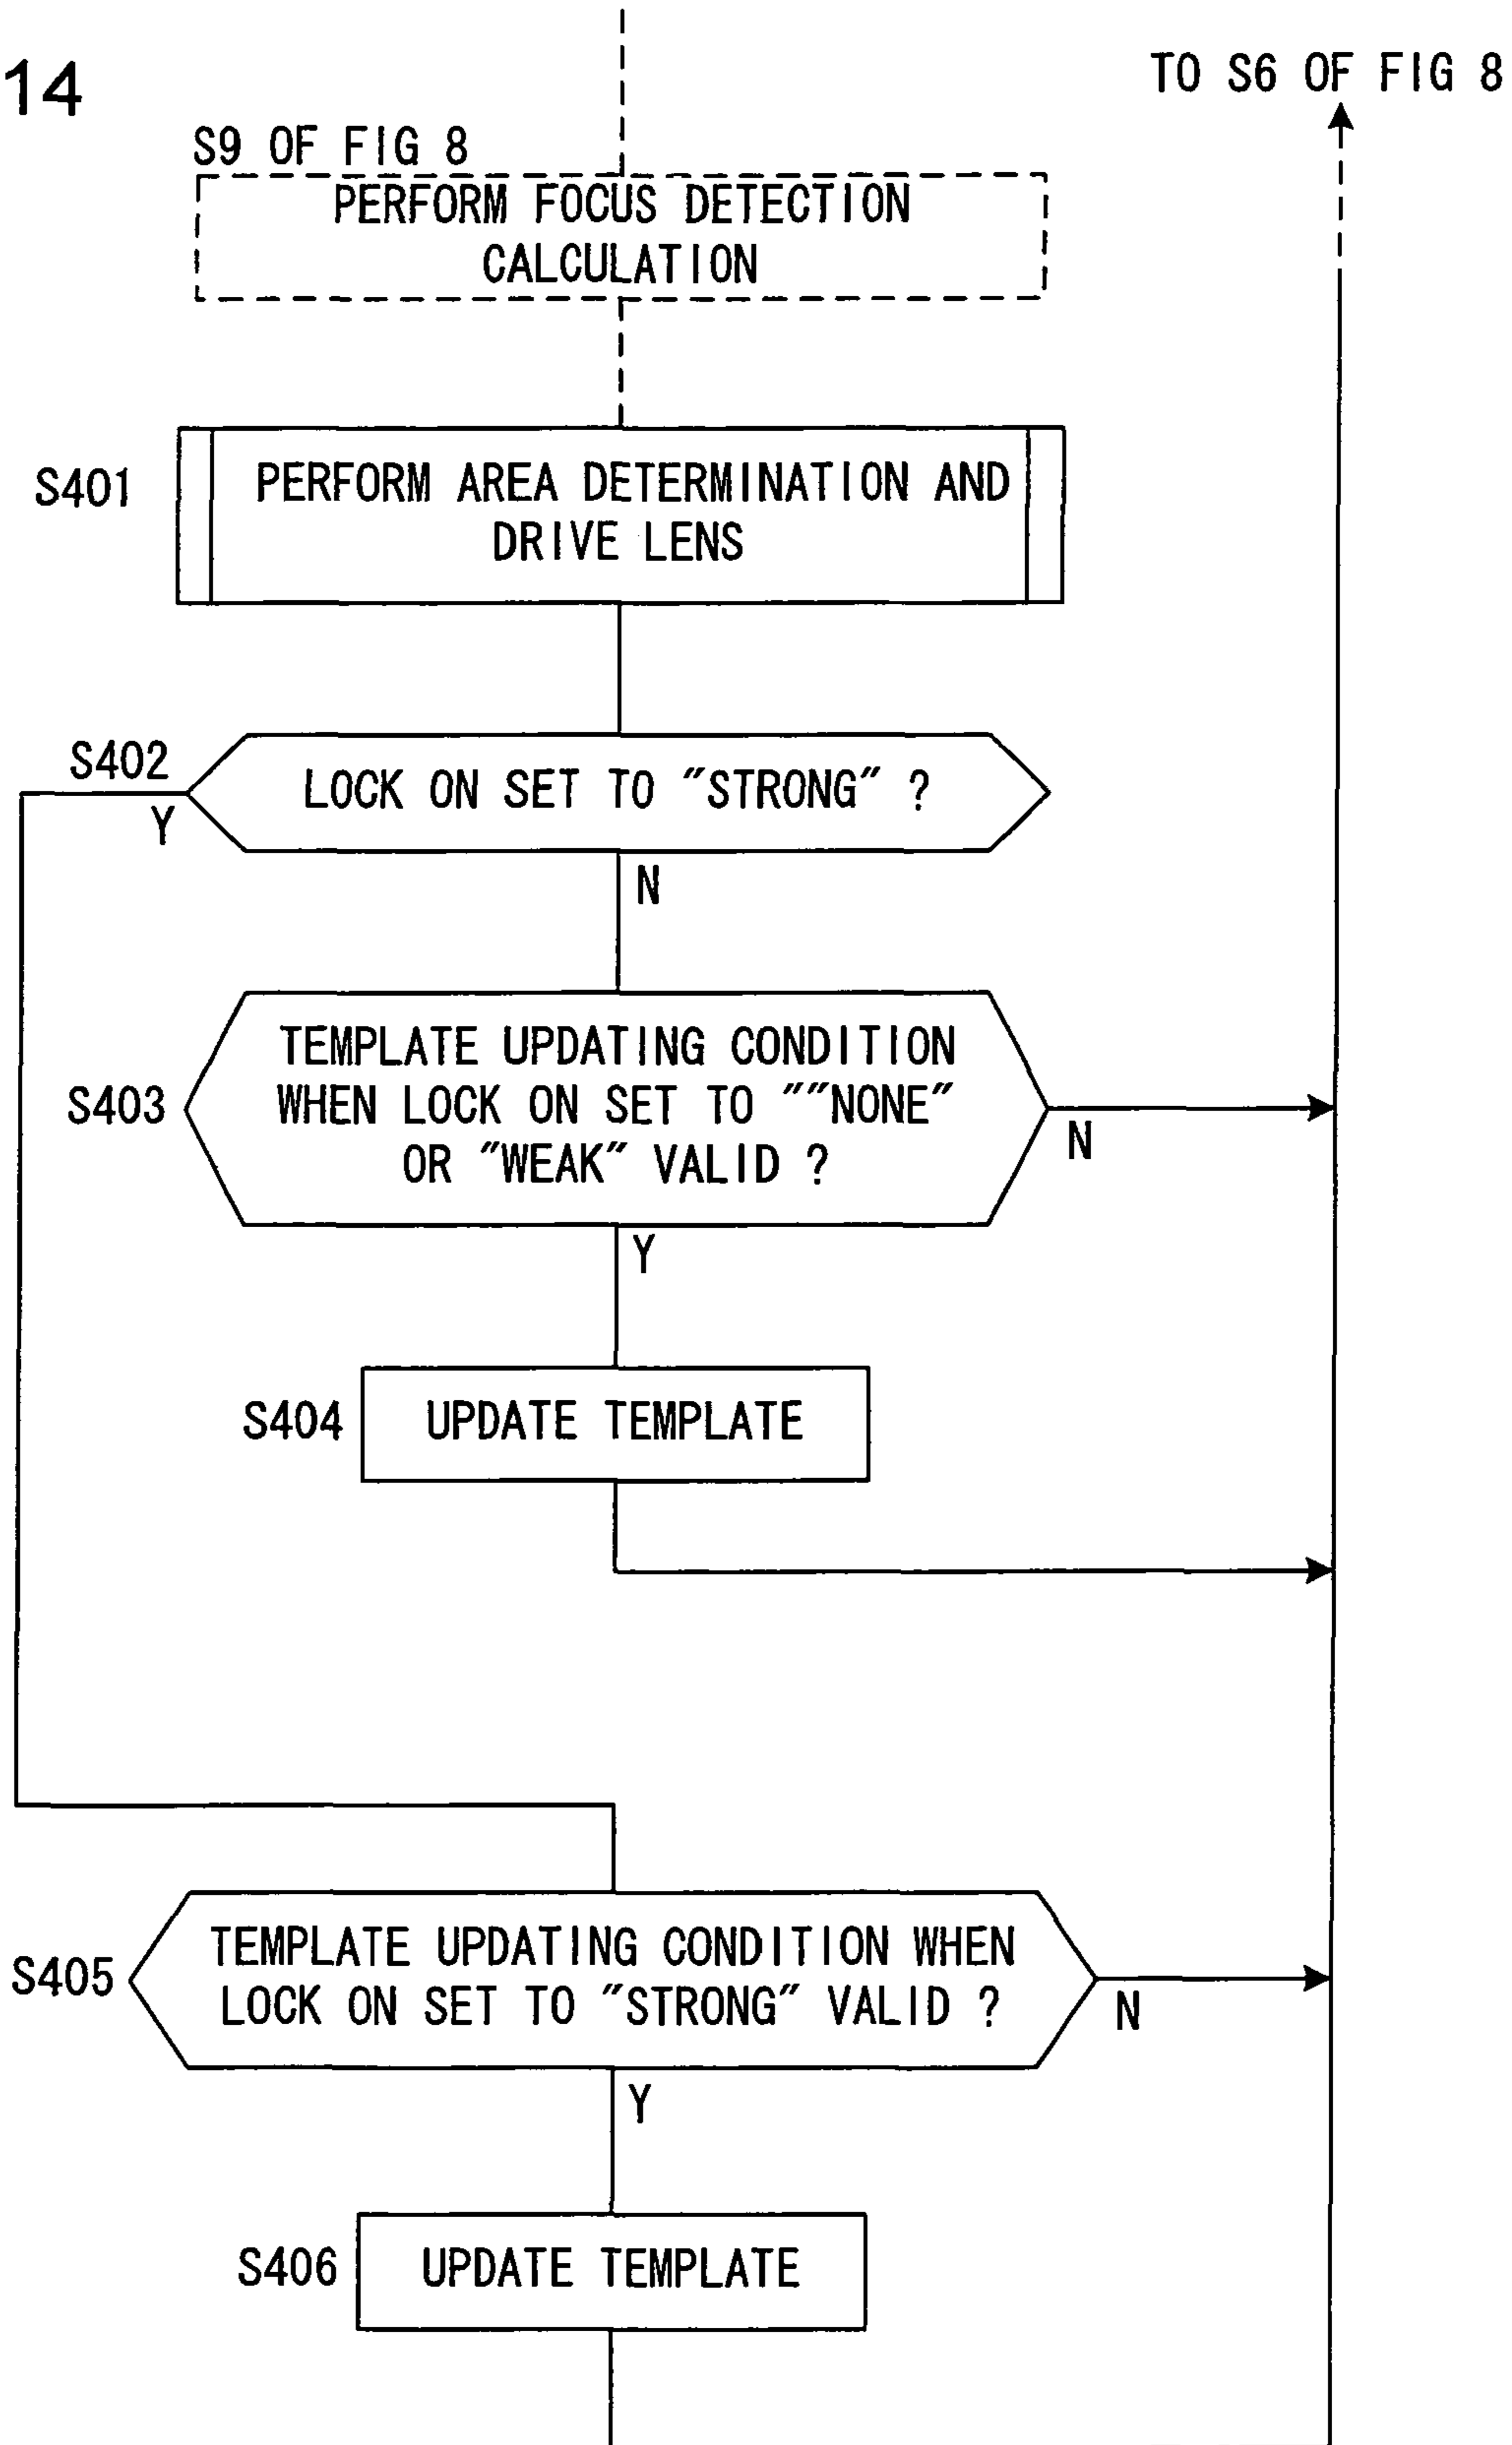 14
TO S6 OF FIG 8
S9 OF FIG 8
PERFORM FOCUS DETECTION
CALCULATION
S401
PERFORM AREA DETERMINATION AND
DRIVE LENS
S402
LOCK ON SET TO "STRONG" ?
Y
N
TEMPLATE UPDATING CONDITION
S403
WHEN LOCK ON SET TO ""NONE"
OR "WEAK" VALID ?
N
Y
S404
UPDATE TEMPLATE
TEMPLATE UPDATING CONDITION WHEN
S405
LOCK ON SET TO "STRONG" VALID ?
N
Y
S406
UPDATE TEMPLATE